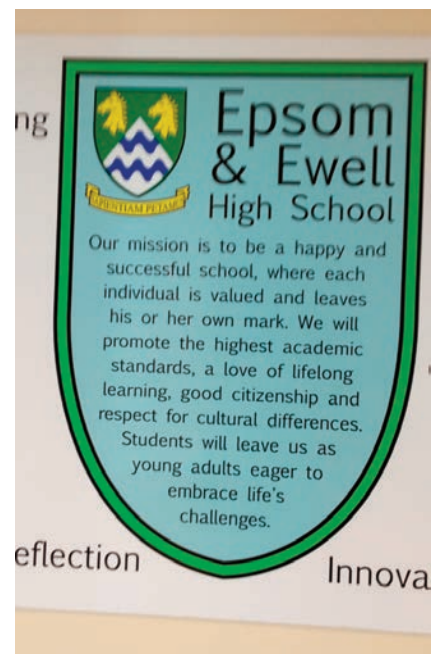 ng
Epsom
& Ewell
High School
Our mission is to be a happy and
successful school, where each
individual is valued and leaves
his or her own mark. We will
promote the highest academic
standards, a love of lifelong
learning, good citizenship and
respect for cultural differences.
Students will leave us as
young adults eager to
embrace life's
challenges.
eflection
Innova